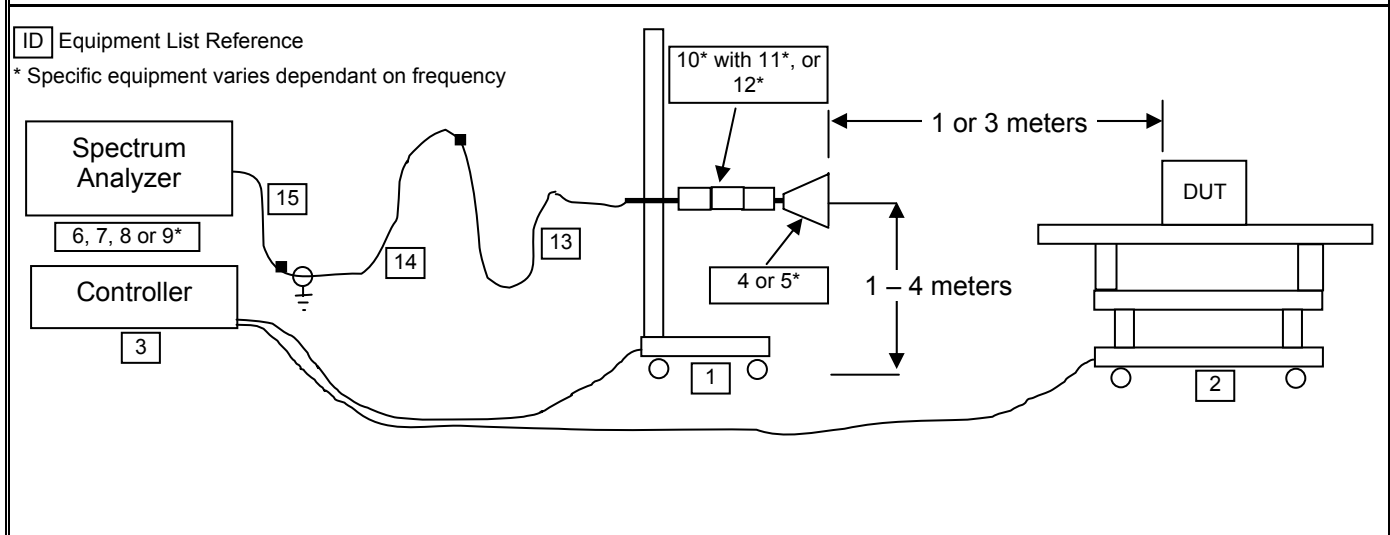 ID Equipment List Reference
* Specific equipment varies dependant on frequency
10* with 11*, or
12*
1 or 3 meters
Spectrum
Analyzer
DUT
15
6, 7, 8 or 9*
14
13
4 or 5*
1 – 4 meters
Controller
3
1
2